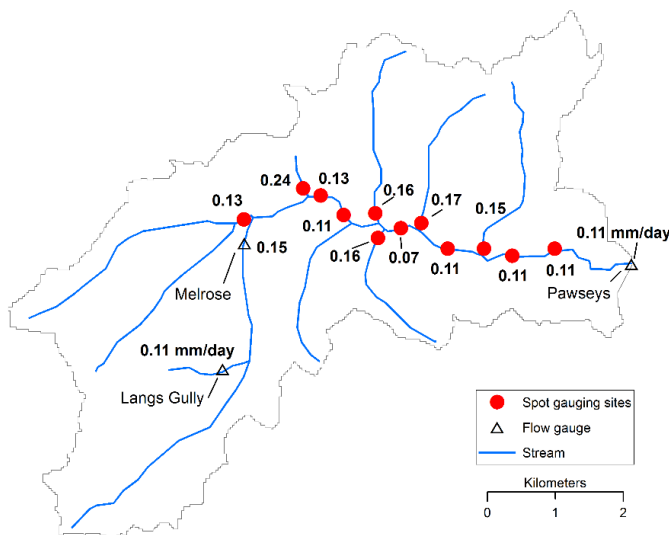 0.24
0.13
0.16
0.17
0.13
0.11
0.15
0.11 mm/day
0.15
0.16
0.07
0.11
0.11
0.11
Melrose
Pawseys
0.11 mm/day
Langs Gully
Spot gauging sites
Flow gauge
Stream
Kilometers
0 1 2